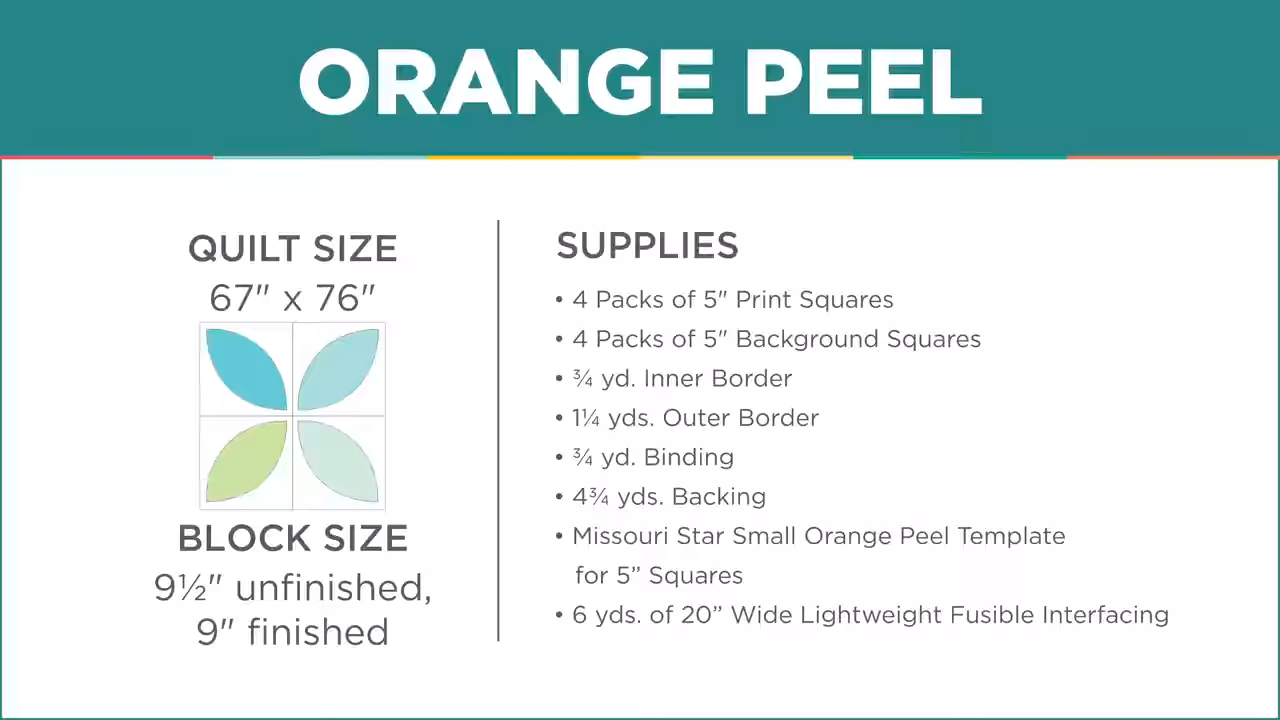 ORANGE PEEL
QUILT SIZE
67" x 76"
BLOCK SIZE
9½" unfinished,
9" finished
SUPPLIES
• 4 Packs of 5" Print Squares
• 4 Packs of 5" Background Squares
• ¾ yd. Inner Border
• 1¼ yds. Outer Border
• ¾ yd. Binding
• 4¾ yds. Backing
• Missouri Star Small Orange Peel Template
for 5” Squares
• 6 yds. of 20” Wide Lightweight Fusible Interfacing